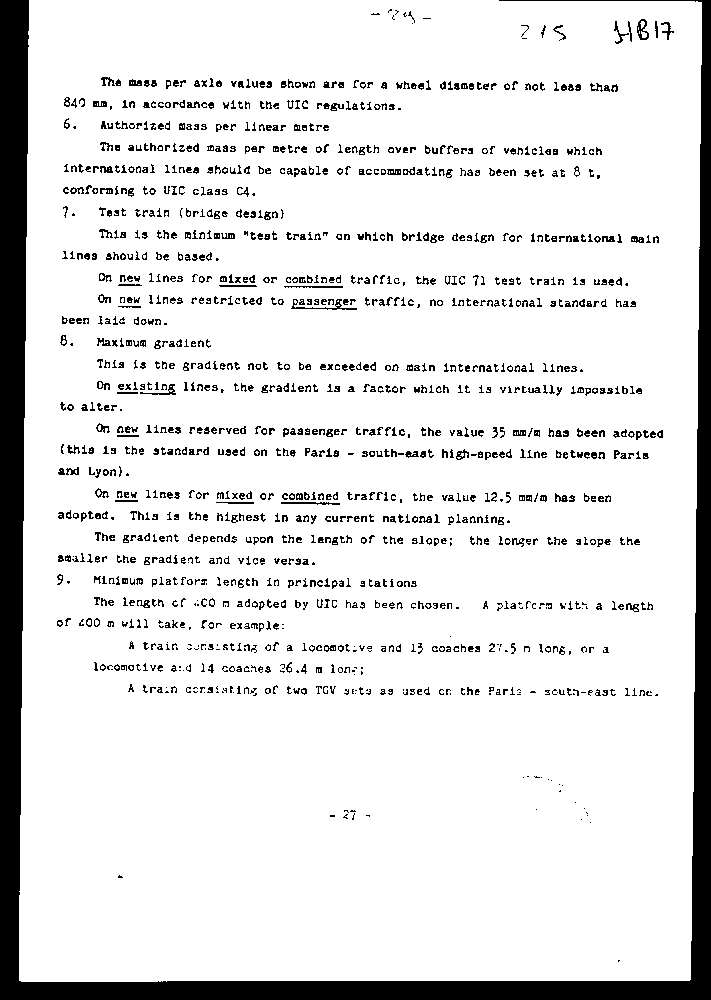 - 29 -
215 HB17
The mass per axle values shown are for a wheel diameter of not less than
840 mm, in accordance with the UIC regulations.
6. Authorized mass per linear metre
The authorized mass per metre of length over buffers of vehicles which
international lines should be capable of accommodating has been set at 8 t,
conforming to UIC class C4.
7. Test train (bridge design)
This is the minimum "test train" on which bridge design for international main
lines should be based.
On new lines for mixed or combined traffic, the UIC 71 test train is used.
On new lines restricted to passenger traffic, no international standard has
been laid down.
8. Maximum gradient
This is the gradient not to be exceeded on main international lines.
On existing lines, the gradient is a factor which it is virtually impossible
to alter.
On new lines reserved for passenger traffic, the value 35 mm/m has been adopted
(this is the standard used on the Paris - south-east high-speed line between Paris
and Lyon).
On new lines for mixed or combined traffic, the value 12.5 mm/m has been
adopted. This is the highest in any current national planning.
The gradient depends upon the length of the slope; the longer the slope the
smaller the gradient and vice versa.
9. Minimum platform length in principal stations
The length of 400 m adopted by UIC has been chosen. A platform with a length
of 400 m will take, for example:
A train consisting of a locomotive and 13 coaches 27.5 m long, or a
locomotive and 14 coaches 26.4 m long;
A train consisting of two TGV sets as used on the Paris - south-east line.
- 27 -